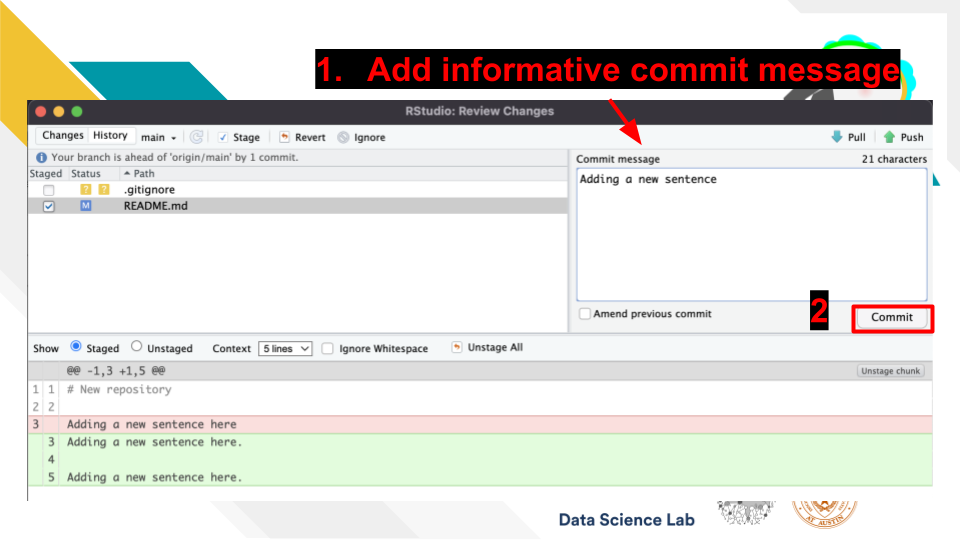 1. Add informative commit message
RStudio: Review Changes
Changes History main Stage Revert Ignore Pull Push
Your branch is ahead of 'origin/main' by 1 commit.
Staged Status Path
? ? .gitignore
M README.md
Commit message 21 characters
Adding a new sentence
Amend previous commit
2 Commit
Show Staged Unstaged Context 5 lines Ignore Whitespace Unstage All
@@ -1,3 +1,5 @@ Unstage chunk
1 1 # New repository
2 2
3 Adding a new sentence here
3 Adding a new sentence here.
4
5 Adding a new sentence here.
Data Science Lab
AT AUSTIN